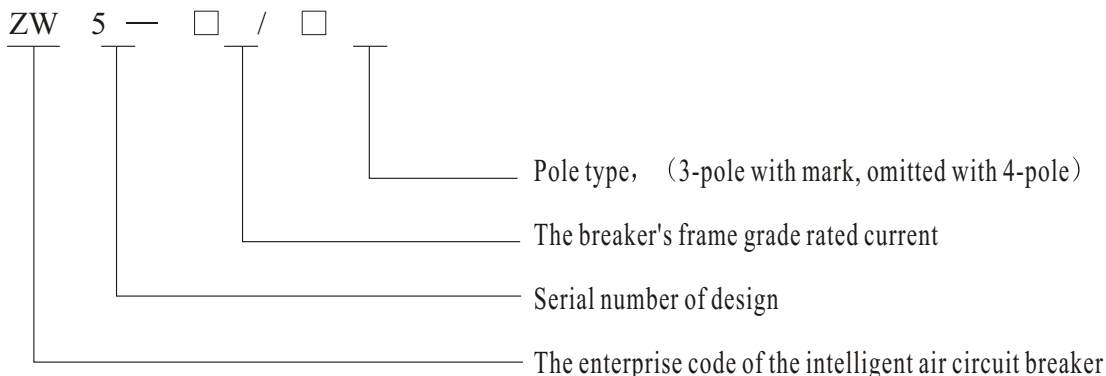 ZW 5 — □ / □
Pole type，（3-pole with mark, omitted with 4-pole）
The breaker's frame grade rated current
Serial number of design
The enterprise code of the intelligent air circuit breaker